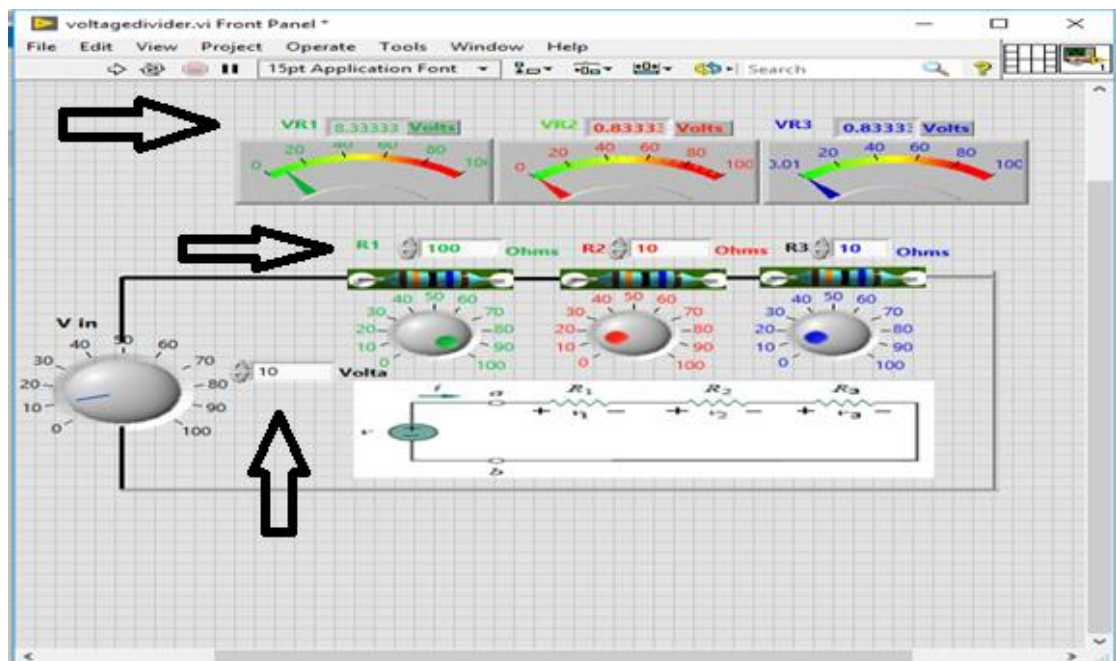 voltagedivider.vi Front Panel *
File Edit View Project Operate Tools Window Help
15pt Application Font Search
VR1 8.33333 Volts VR2 0.83333 Volts VR3 0.83333 Volts
0 20 40 60 80 100 20 40 60 80 100 0.01 20 40 60 80 100
R1 100 Ohms R2 10 Ohms R3 10 Ohms
0 10 20 30 40 50 60 70 80 90 100 0 10 20 30 40 50 60 70 80 90 100 0 10 20 30 40 50 60 70 80 90 100
V in
0 10 20 30 40 50 60 70 80 90 100
10 Volta
i a R1 R2 R3
+ v1 − + v2 − + v3 −
v
b